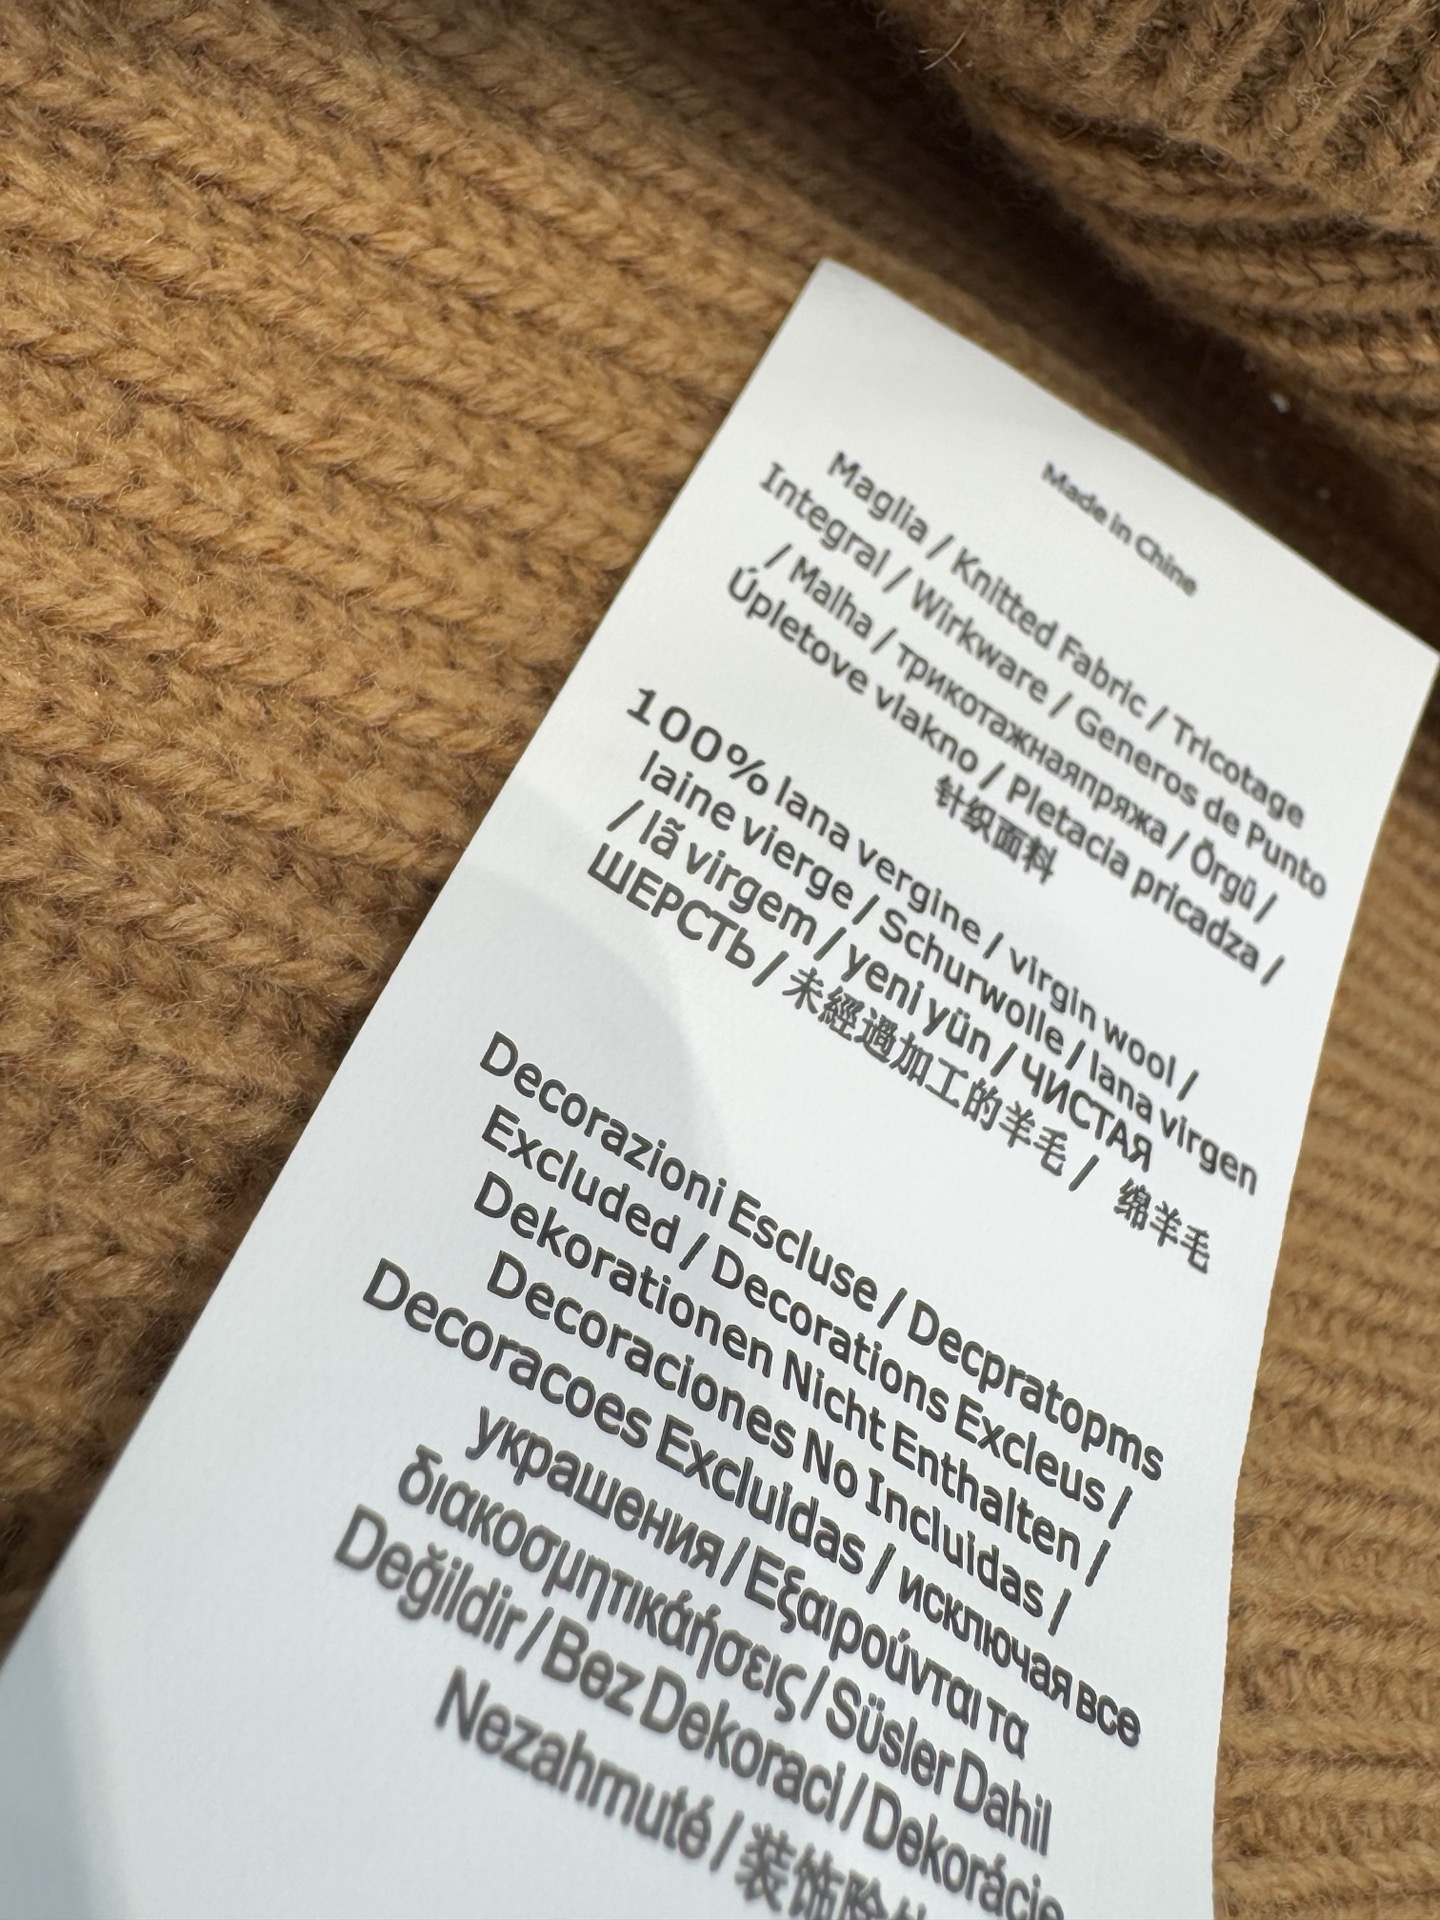 Made in Chine
Maglia / Knitted Fabric / Tricotage
Integral / Wirkware / Generos de Punto
/ Malha / трикотажнаяпряжа / Örgü /
Úpletove vlakno / Pletacia pricadza /
针织面料
100% lana vergine / virgin wool /
laine vierge / Schurwolle / lana virgen
/ lã virgem / yeni yün / ЧИСТАЯ
ШЕРСТЬ / 未經過加工的羊毛 / 绵羊毛
Decorazioni Escluse / Decpratopms
Excluded / Decorations Excleus /
Dekorationen Nicht Enthalten /
Decoraciones No Incluidas /
Decoracoes Excluidas / исключая все
украшения / Εξαιρούνται τα
διακοσμητικάήσεις / Süsler Dahil
Değildir / Bez Dekoraci / Dekorácie
Nezahmuté / 装饰除外